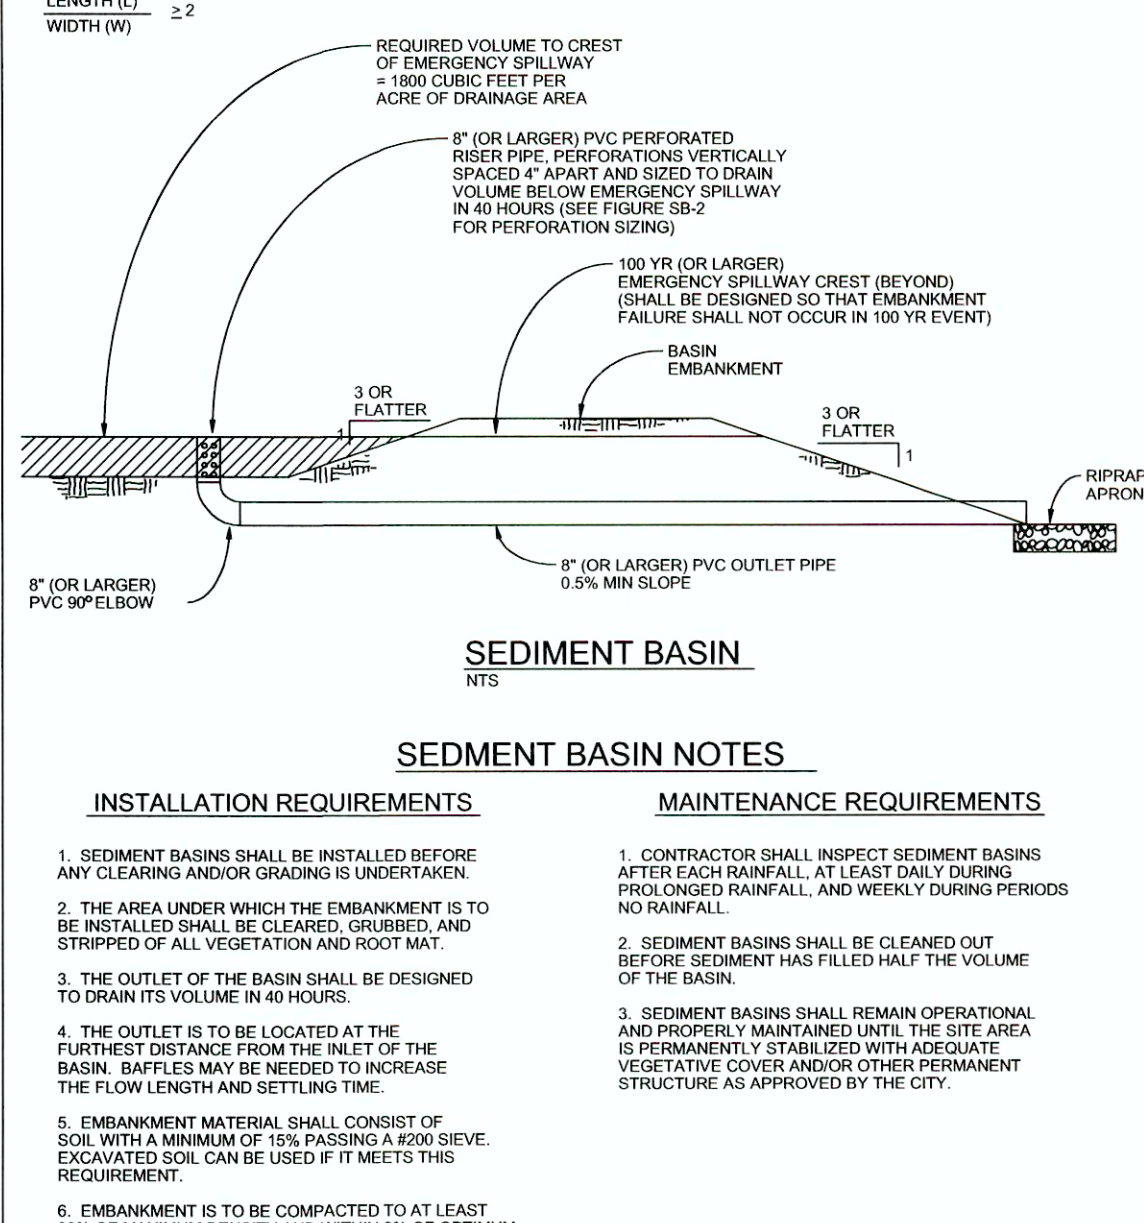 LENGTH (L)
WIDTH (W)
≥ 2
REQUIRED VOLUME TO CREST
OF EMERGENCY SPILLWAY
= 1800 CUBIC FEET PER
ACRE OF DRAINAGE AREA
8" (OR LARGER) PVC PERFORATED
RISER PIPE, PERFORATIONS VERTICALLY
SPACED 4" APART AND SIZED TO DRAIN
VOLUME BELOW EMERGENCY SPILLWAY
IN 40 HOURS (SEE FIGURE SB-2
FOR PERFORATION SIZING)
100 YR (OR LARGER)
EMERGENCY SPILLWAY CREST (BEYOND)
(SHALL BE DESIGNED SO THAT EMBANKMENT
FAILURE SHALL NOT OCCUR IN 100 YR EVENT)
BASIN
EMBANKMENT
3 OR
FLATTER
1
3 OR
FLATTER
1
RIPRAP
APRON
8" (OR LARGER) PVC OUTLET PIPE
0.5% MIN SLOPE
8" (OR LARGER)
PVC 90° ELBOW
SEDIMENT BASIN
NTS
SEDMENT BASIN NOTES
INSTALLATION REQUIREMENTS
1. SEDIMENT BASINS SHALL BE INSTALLED BEFORE
ANY CLEARING AND/OR GRADING IS UNDERTAKEN.
2. THE AREA UNDER WHICH THE EMBANKMENT IS TO
BE INSTALLED SHALL BE CLEARED, GRUBBED, AND
STRIPPED OF ALL VEGETATION AND ROOT MAT.
3. THE OUTLET OF THE BASIN SHALL BE DESIGNED
TO DRAIN ITS VOLUME IN 40 HOURS.
4. THE OUTLET IS TO BE LOCATED AT THE
FURTHEST DISTANCE FROM THE INLET OF THE
BASIN. BAFFLES MAY BE NEEDED TO INCREASE
THE FLOW LENGTH AND SETTLING TIME.
5. EMBANKMENT MATERIAL SHALL CONSIST OF
SOIL WITH A MINIMUM OF 15% PASSING A #200 SIEVE.
EXCAVATED SOIL CAN BE USED IF IT MEETS THIS
REQUIREMENT.
6. EMBANKMENT IS TO BE COMPACTED TO AT LEAST
MAINTENANCE REQUIREMENTS
1. CONTRACTOR SHALL INSPECT SEDIMENT BASINS
AFTER EACH RAINFALL, AT LEAST DAILY DURING
PROLONGED RAINFALL, AND WEEKLY DURING PERIODS
NO RAINFALL.
2. SEDIMENT BASINS SHALL BE CLEANED OUT
BEFORE SEDIMENT HAS FILLED HALF THE VOLUME
OF THE BASIN.
3. SEDIMENT BASINS SHALL REMAIN OPERATIONAL
AND PROPERLY MAINTAINED UNTIL THE SITE AREA
IS PERMANENTLY STABILIZED WITH ADEQUATE
VEGETATIVE COVER AND/OR OTHER PERMANENT
STRUCTURE AS APPROVED BY THE CITY.